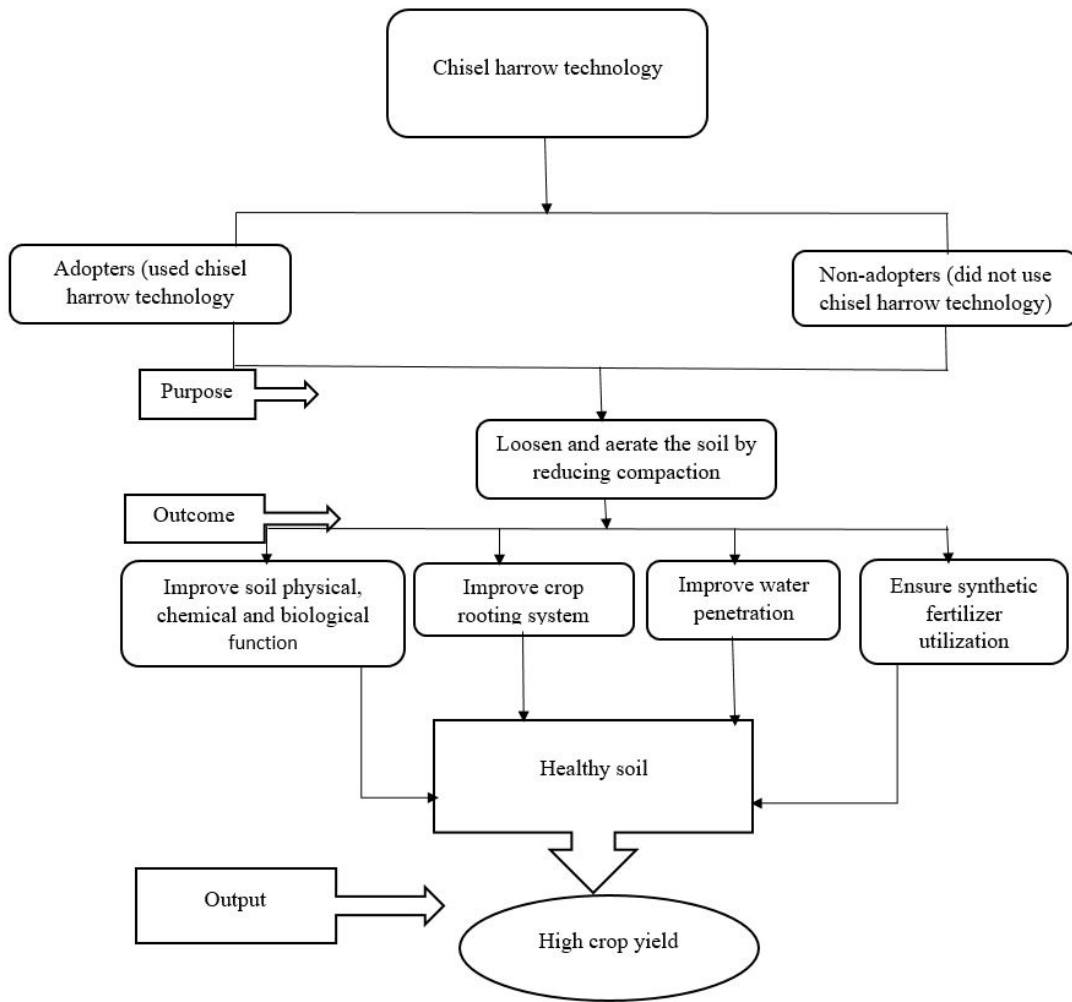 Chisel harrow technology
Adopters (used chisel
harrow technology
Non-adopters (did not use
chisel harrow technology)
Purpose
Loosen and aerate the soil by
reducing compaction
Outcome
Improve soil physical,
chemical and biological
function
Improve crop
rooting system
Improve water
penetration
Ensure synthetic
fertilizer
utilization
Healthy soil
Output
High crop yield